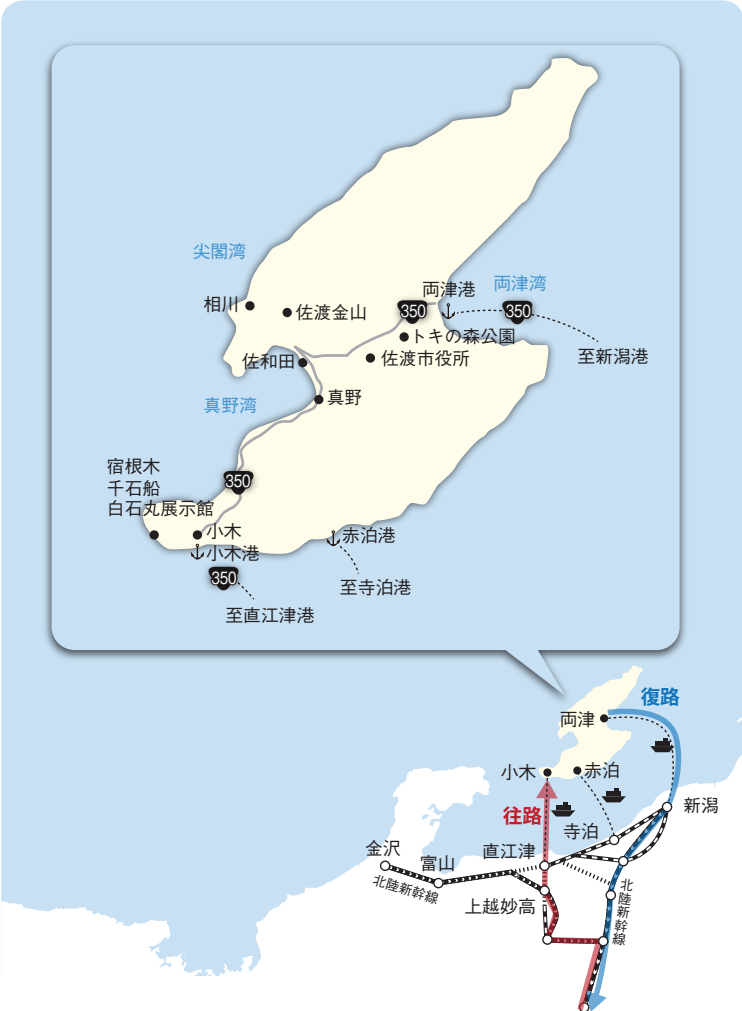 尖閣湾
両津港
両津湾
相川
佐渡金山
350
350
トキの森公園
至新潟港
佐和田
佐渡市役所
真野湾
真野
宿根木
千石船
白石丸展示館
350
小木
赤泊港
小木港
350
至寺泊港
至直江津港
復路
両津
小木
赤泊
往路
新潟
寺泊
金沢
富山
直江津
北陸新幹線
上越妙高
北陸新幹線